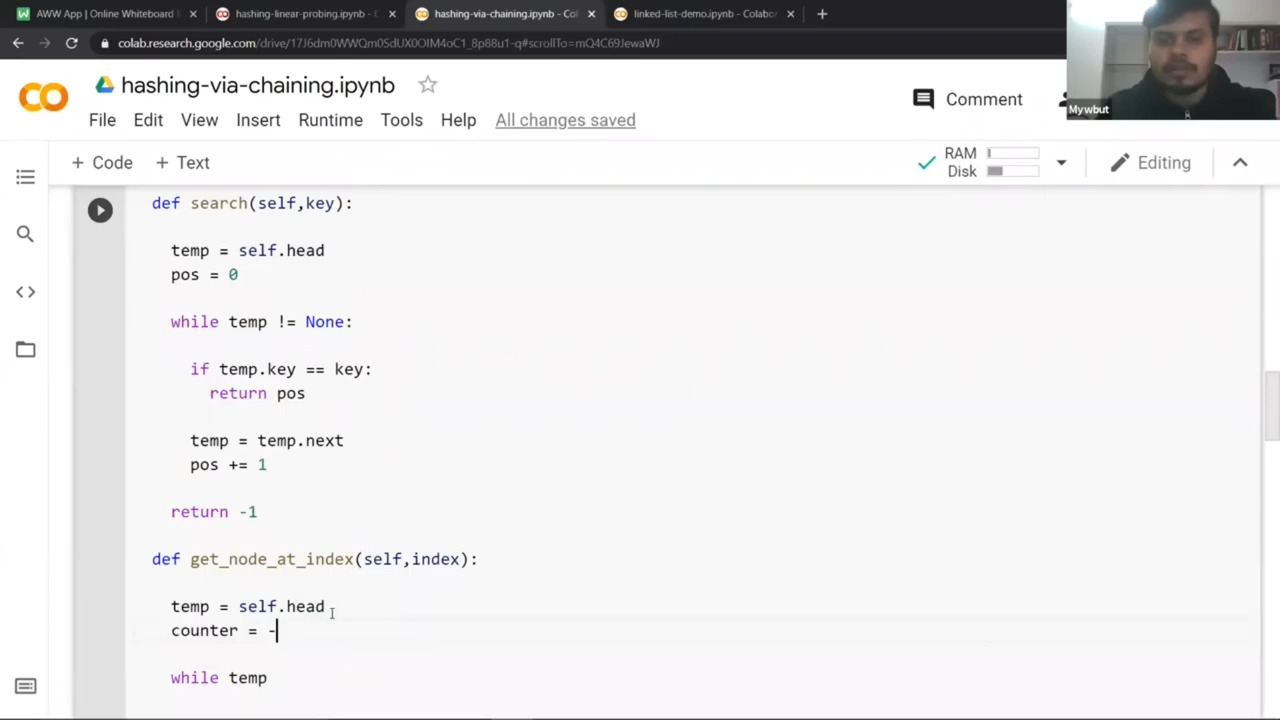 AWW App | Online Whiteboard
hashing-linear-probing.ipynb - C
hashing-via-chaining.ipynb - Col
linked-list-demo.ipynb - Colabor
colab.research.google.com/drive/17J6dm0WWQm0SdUX0OIM4oC1_8p88u1-q#scrollTo=mQ4C69JewaWJ
Mywbut
hashing-via-chaining.ipynb
Comment
File Edit View Insert Runtime Tools Help All changes saved
+ Code + Text
RAM
Disk
Editing
def search(self,key):
temp = self.head
pos = 0
while temp != None:
if temp.key == key:
return pos
temp = temp.next
pos += 1
return -1
def get_node_at_index(self,index):
temp = self.head
counter = -
while temp